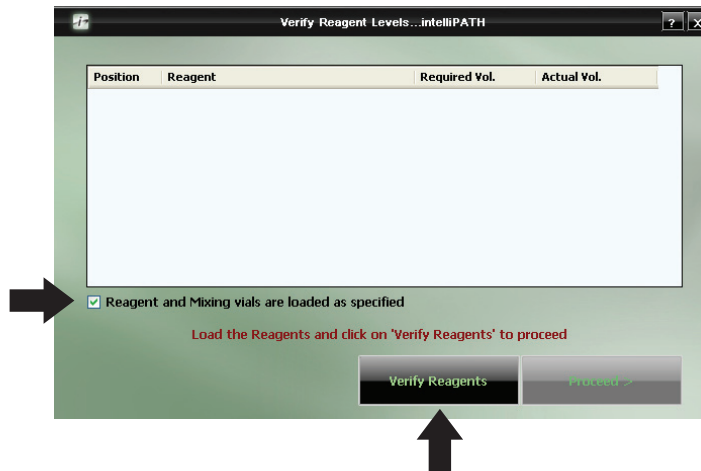 -i- Verify Reagent Levels...intelliPATH ? X
Position Reagent Required Vol. Actual Vol.
Reagent and Mixing vials are loaded as specified
Load the Reagents and click on 'Verify Reagents' to proceed
Verify Reagents Proceed >